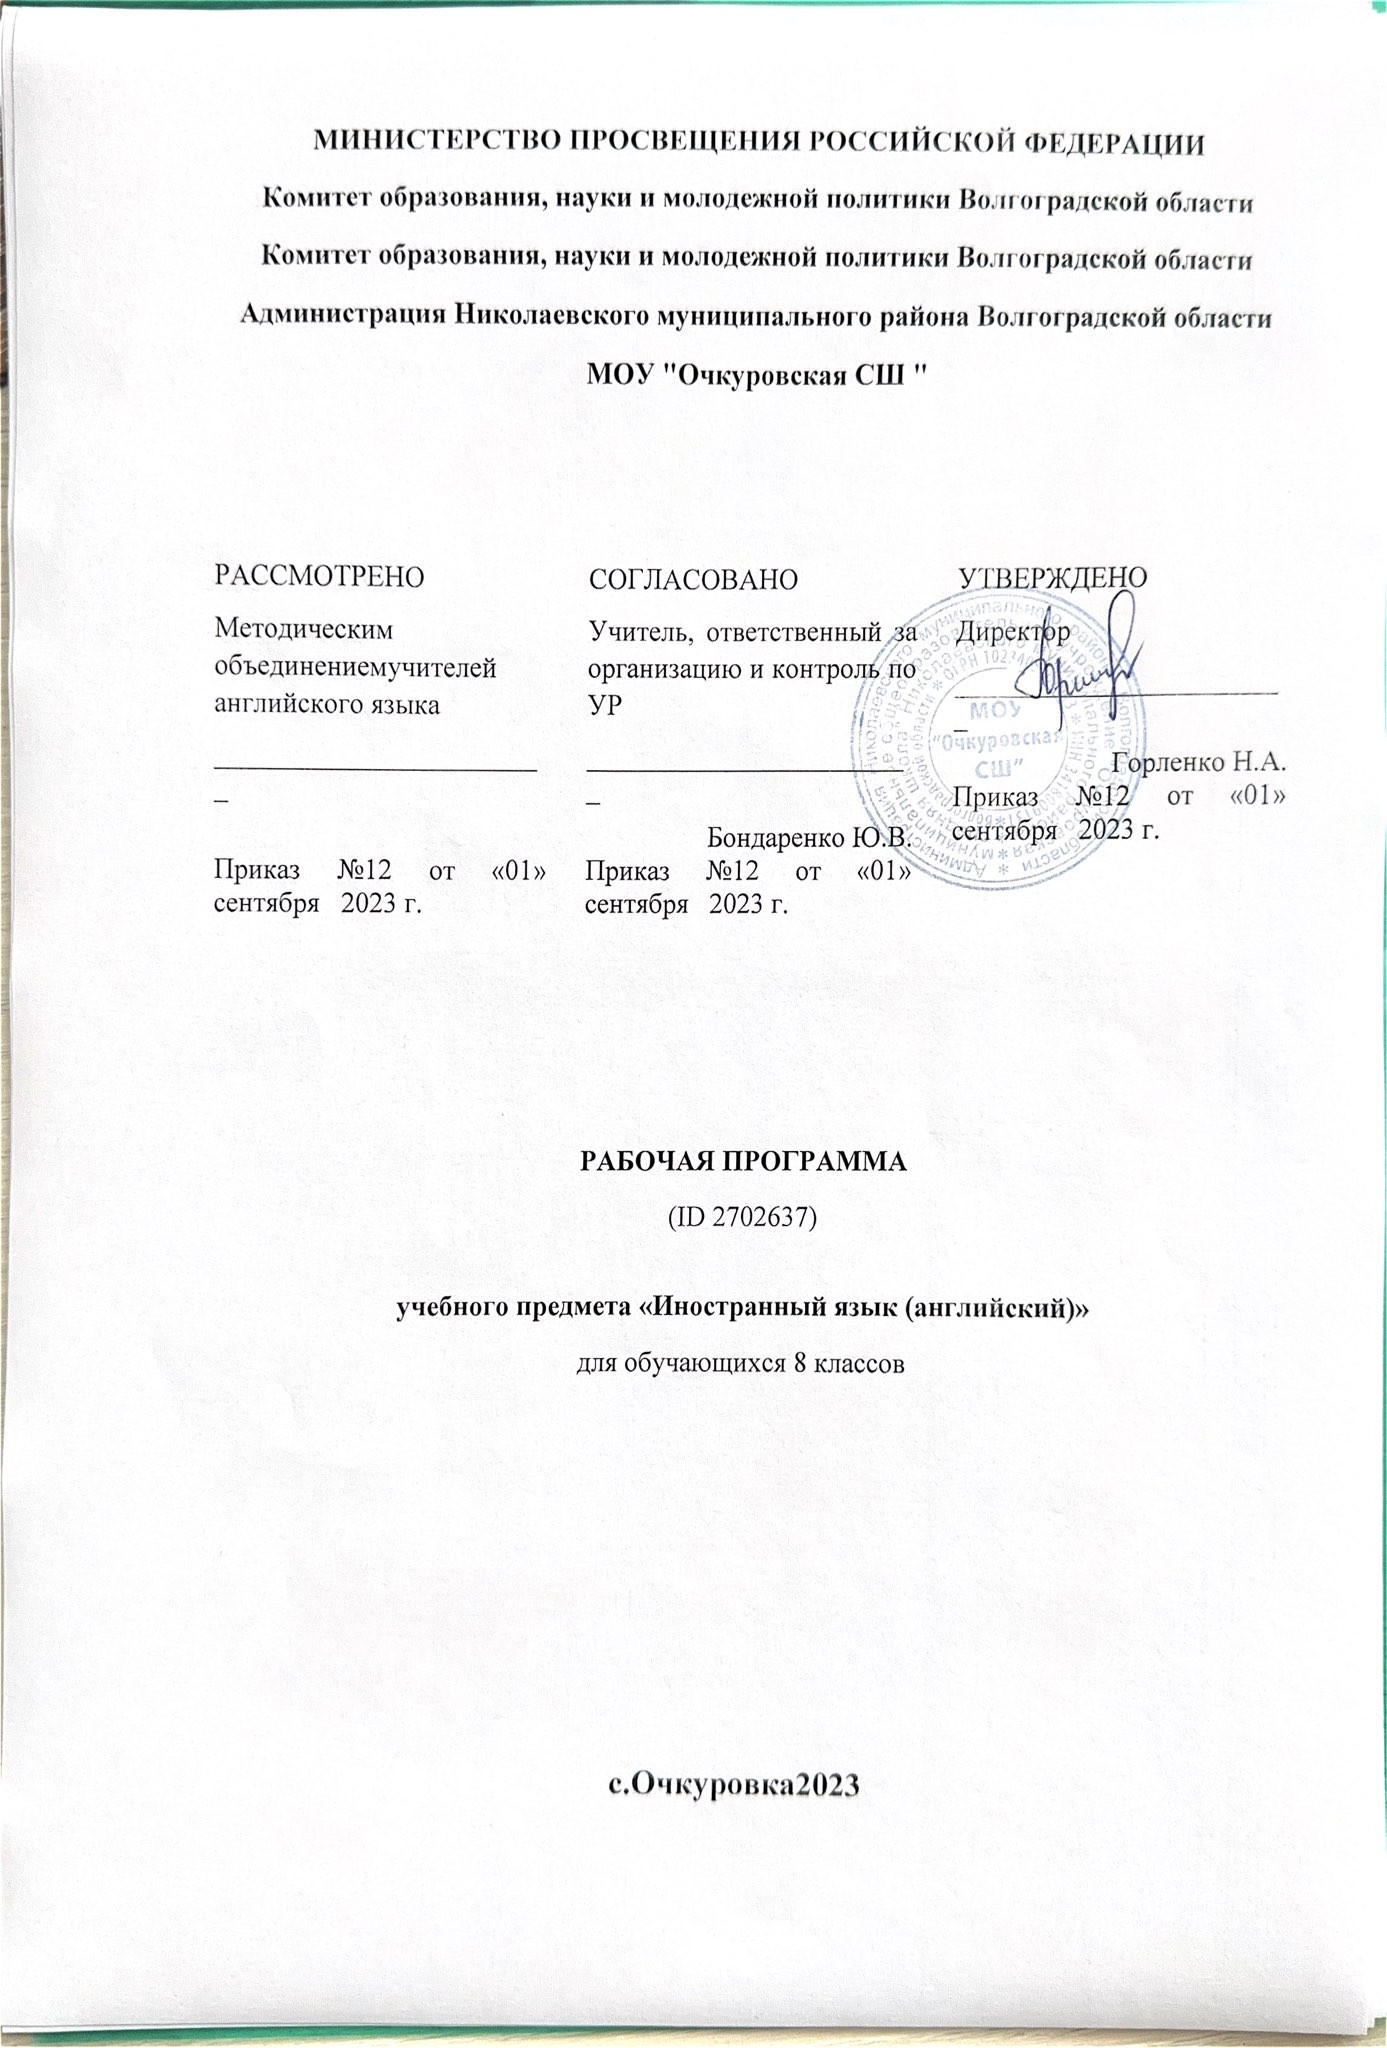 МИНИСТЕРСТВО ПРОСВЕЩЕНИЯ РОССИЙСКОЙ ФЕДЕРАЦИИ
Комитет образования, науки и молодежной политики Волгоградской области
Комитет образования, науки и молодежной политики Волгоградской области
Администрация Николаевского муниципального района Волгоградской области
МОУ "Очкуровская СШ "
РАССМОТРЕНО
Методическим
объединениемучителей
английского языка
Приказ №12 от «01»
сентября 2023 г.
СОГЛАСОВАНО
Учитель, ответственный за
организацию и контроль по
УР
Бондаренко Ю.В.
Приказ №12 от «01»
сентября 2023 г.
УТВЕРЖДЕНО
Директор
Горленко Н.А.
Приказ №12 от «01»
сентября 2023 г.
МОУ
"Очкуровская
СШ"
РАБОЧАЯ ПРОГРАММА
(ID 2702637)
учебного предмета «Иностранный язык (английский)»
для обучающихся 8 классов
с.Очкуровка2023